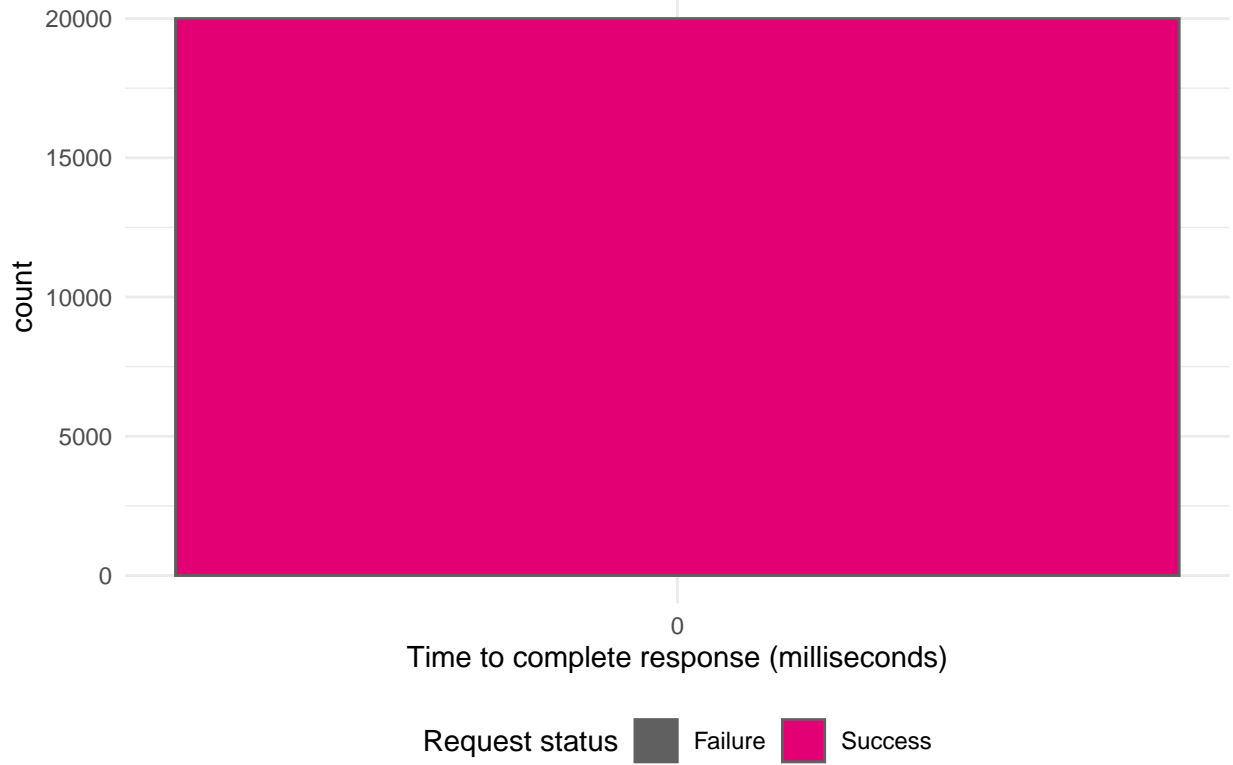 20000
15000
count
10000
5000
0
0
Time to complete response (milliseconds)
Request status Failure Success